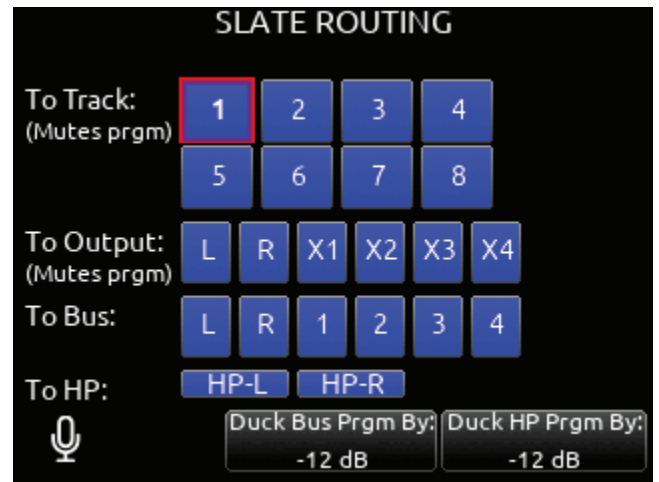 SLATE ROUTING
To Track: 1 2 3 4
(Mutes prgm)
5 6 7 8
To Output: L R X1 X2 X3 X4
(Mutes prgm)
To Bus: L R 1 2 3 4
To HP: HP-L HP-R
Duck Bus Prgm By: Duck HP Prgm By:
-12 dB -12 dB